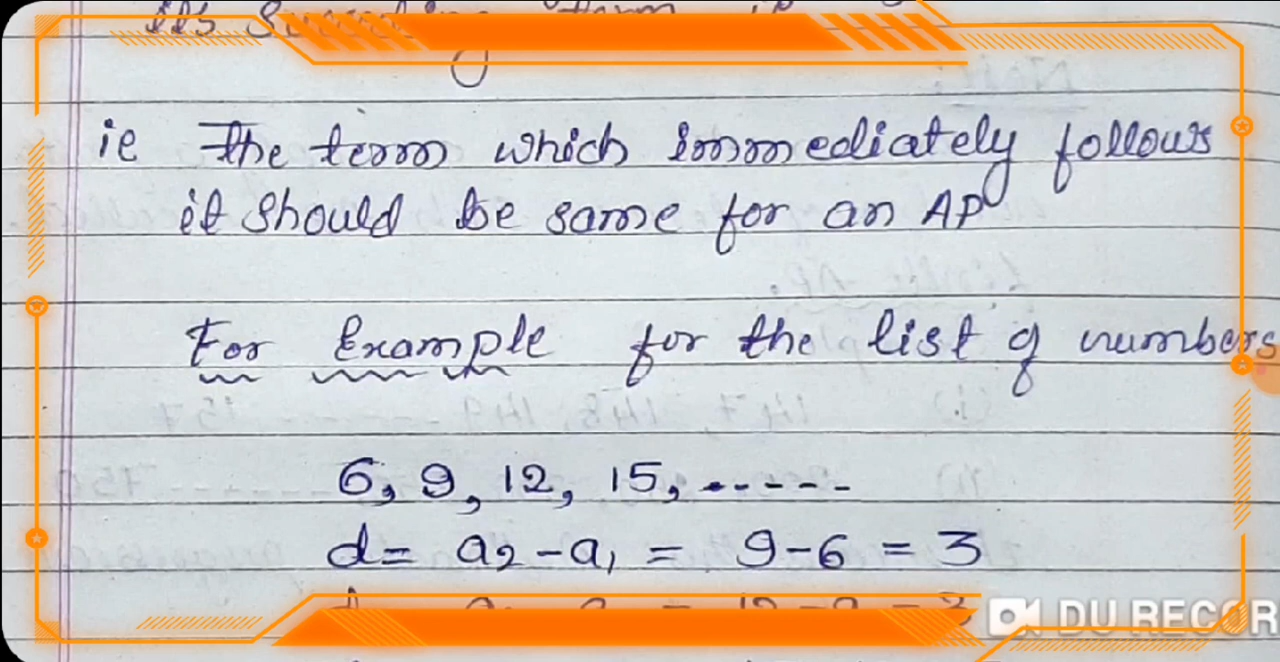 ie The term which immediately follows
it should be same for an AP
For Example for the list of numbers
6, 9, 12, 15, -----
d= a2-a1 = 9-6 = 3
DU RECOR